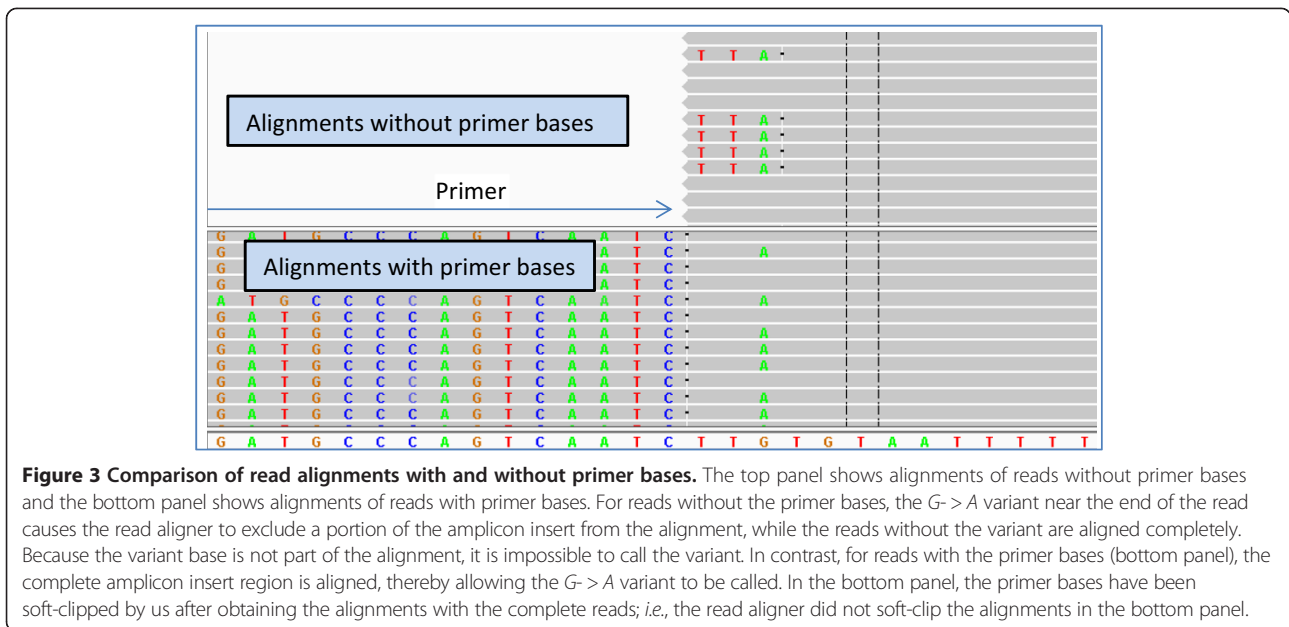 T T A
Alignments without primer bases
T T A
T T A
T T A
T T A
Primer
G A T G C C C A G T C A A T C
G A T C A
Alignments with primer bases
G A T C
G A T C
A T G C C C C A G T C A A T C A
G A T G C C C A G T C A A T C
G A T G C C C A G T C A A T C A
G A T G C C C A G T C A A T C A
G A T G C C C A G T C A A T C A
G A T G C C C A G T C A A T C
G A T G C C C A G T C A A T C A
G A T G C C C A G T C A A T C A
G A T G C C C A G T C A A T C T T G T G T A A T T T T T
Figure 3 Comparison of read alignments with and without primer bases. The top panel shows alignments of reads without primer bases
and the bottom panel shows alignments of reads with primer bases. For reads without the primer bases, the G- > A variant near the end of the read
causes the read aligner to exclude a portion of the amplicon insert from the alignment, while the reads without the variant are aligned completely.
Because the variant base is not part of the alignment, it is impossible to call the variant. In contrast, for reads with the primer bases (bottom panel), the
complete amplicon insert region is aligned, thereby allowing the G- > A variant to be called. In the bottom panel, the primer bases have been
soft-clipped by us after obtaining the alignments with the complete reads; i.e., the read aligner did not soft-clip the alignments in the bottom panel.